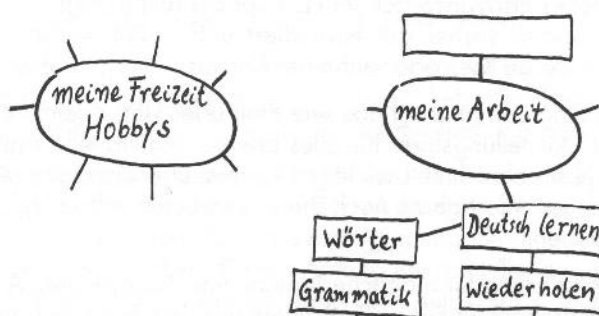 meine Freizeit
Hobbys
meine Arbeit
Wörter
Deutsch lernen
Grammatik
wiederholen